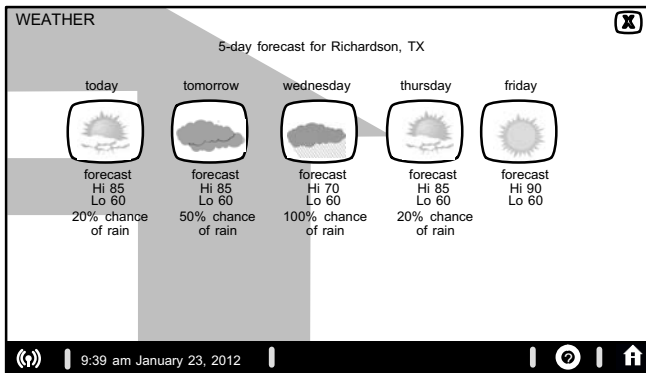 WEATHER
X
5-day forecast for Richardson, TX
today
tomorrow
wednesday
thursday
friday
forecast
Hi 85
Lo 60
20% chance
of rain
forecast
Hi 85
Lo 60
50% chance
of rain
forecast
Hi 70
Lo 60
100% chance
of rain
forecast
Hi 85
Lo 60
20% chance
of rain
forecast
Hi 90
Lo 60
9:39 am January 23, 2012
?